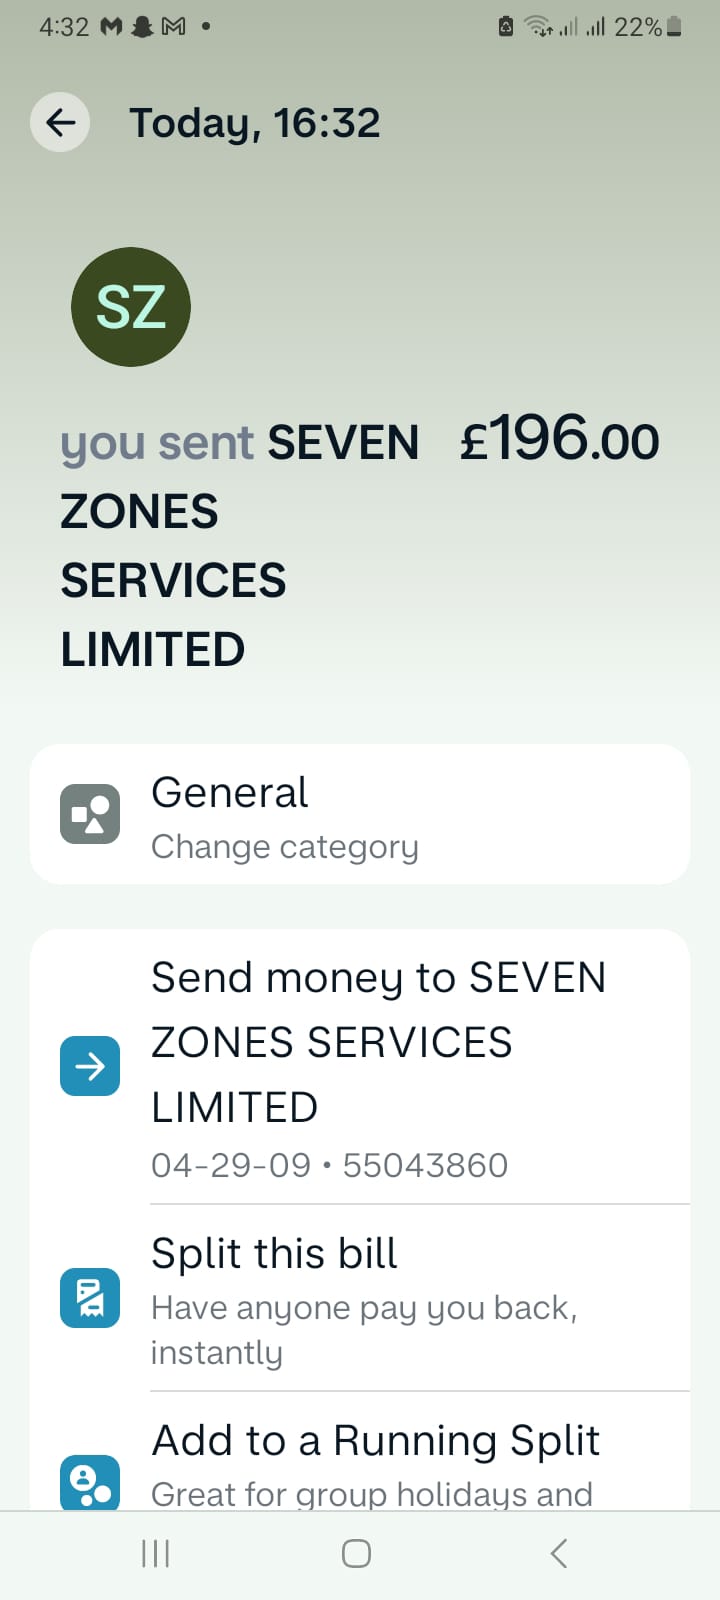 4:32 22%
Today, 16:32
SZ
you sent SEVEN £196.00
ZONES
SERVICES
LIMITED
General
Change category
Send money to SEVEN
ZONES SERVICES
LIMITED
04-29-09 • 55043860
Split this bill
Have anyone pay you back,
instantly
Add to a Running Split
Great for group holidays and